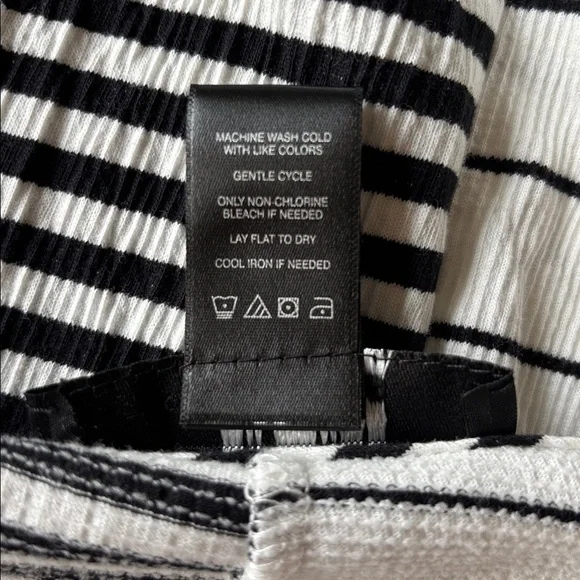 MACHINE WASH COLD
WITH LIKE COLORS
GENTLE CYCLE
ONLY NON-CHLORINE
BLEACH IF NEEDED
LAY FLAT TO DRY
COOL IRON IF NEEDED